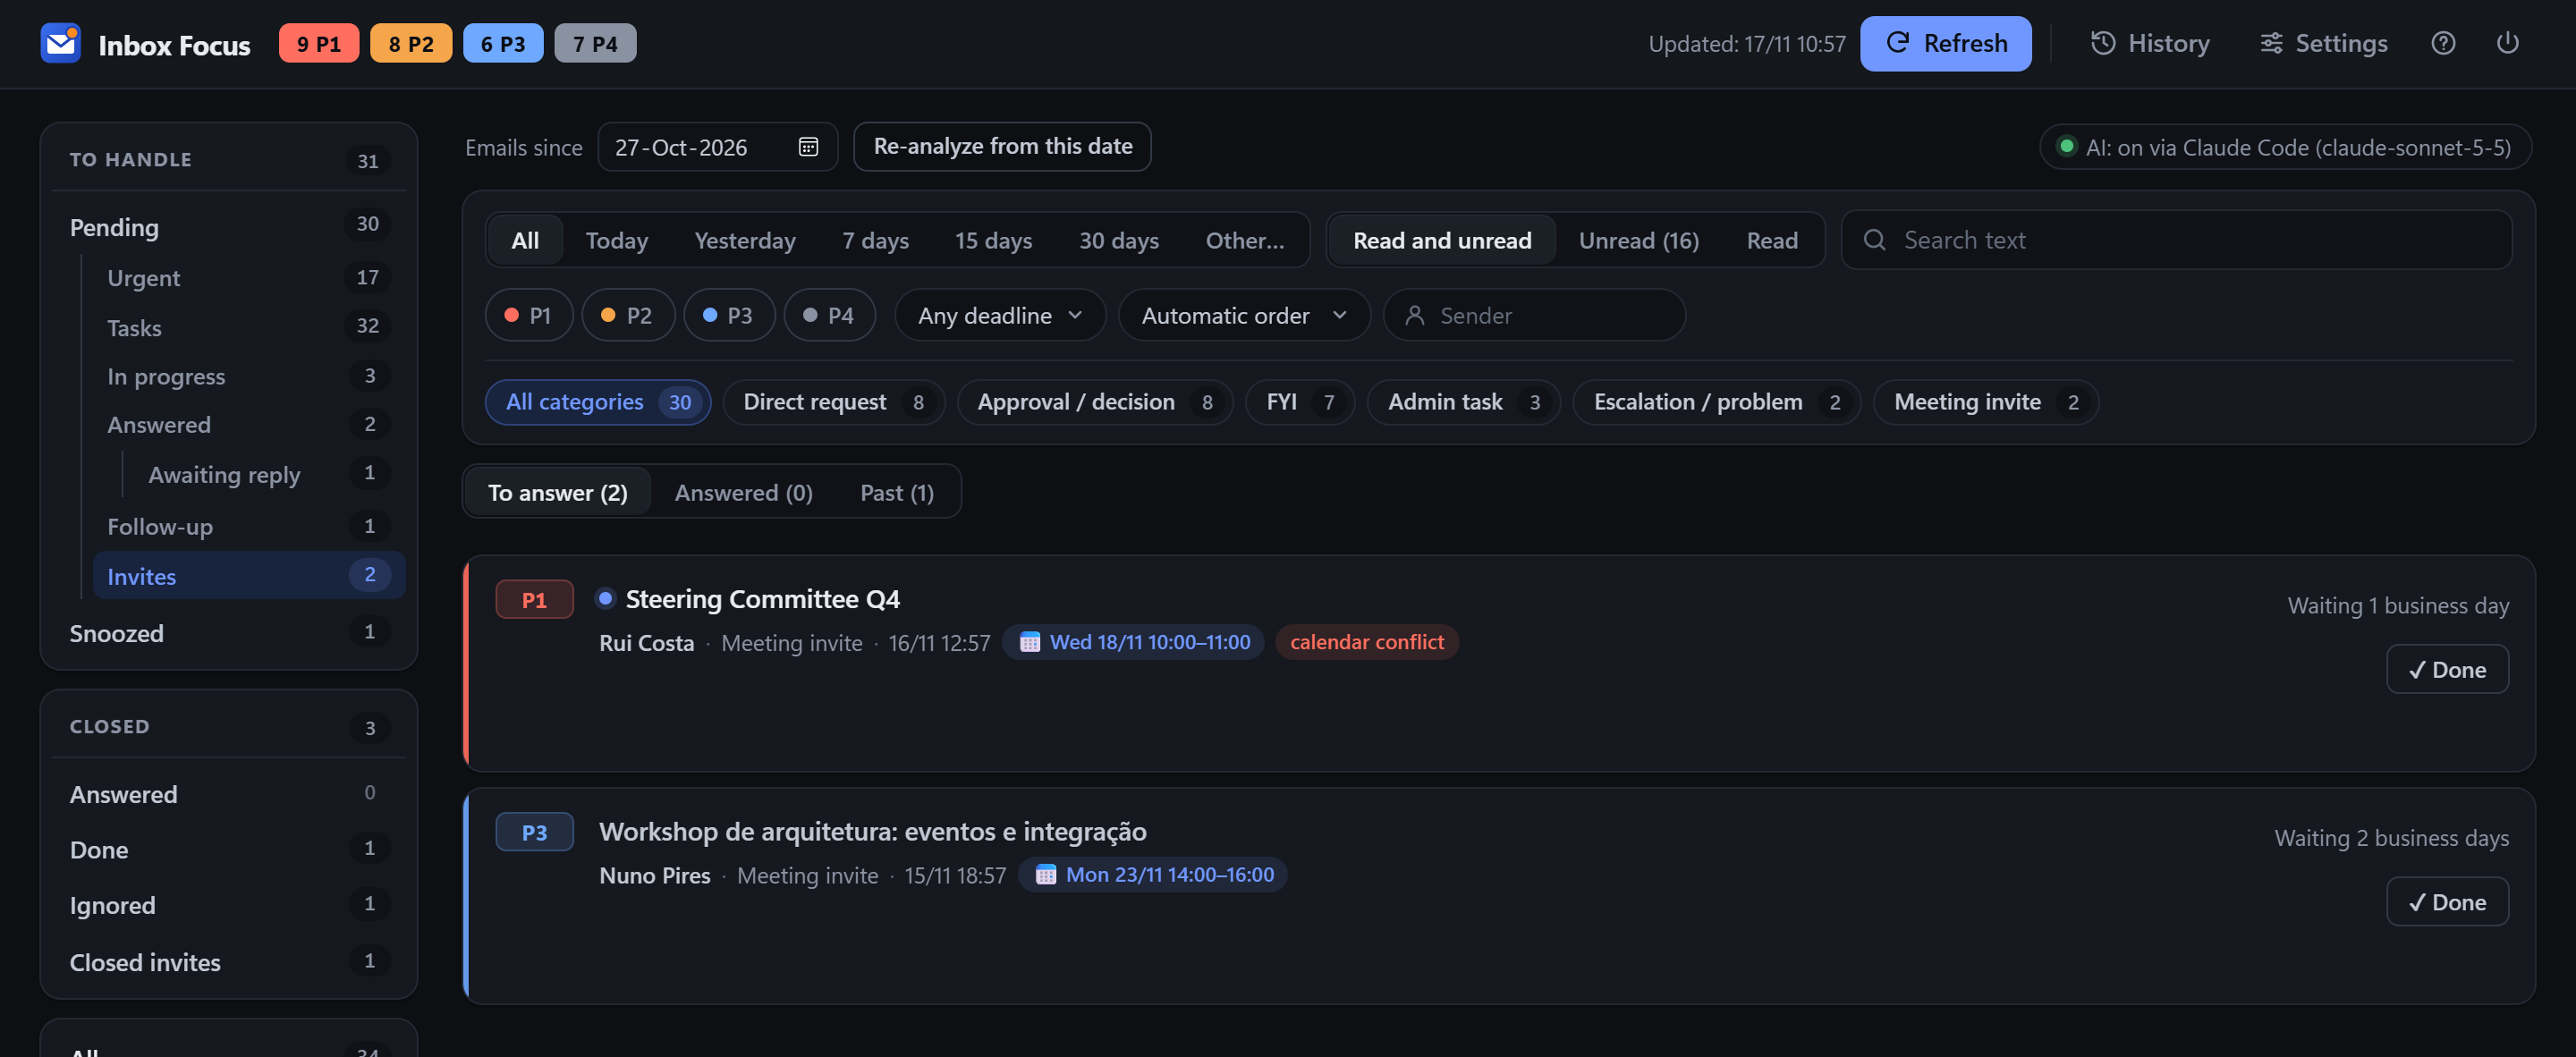 Inbox Focus 9 P1 8 P2 6 P3 7 P4 Updated: 17/11 10:57 Refresh History Settings
TO HANDLE 31
Pending 30
Urgent 17
Tasks 32
In progress 3
Answered 2
Awaiting reply 1
Follow-up 1
Invites 2
Snoozed 1
CLOSED 3
Answered 0
Done 1
Ignored 1
Closed invites 1
All 34
Emails since 27-Oct-2026 Re-analyze from this date AI: on via Claude Code (claude-sonnet-5-5)
All Today Yesterday 7 days 15 days 30 days Other... Read and unread Unread (16) Read Search text
P1 P2 P3 P4 Any deadline Automatic order Sender
All categories 30 Direct request 8 Approval / decision 8 FYI 7 Admin task 3 Escalation / problem 2 Meeting invite 2
To answer (2) Answered (0) Past (1)
P1 Steering Committee Q4 Waiting 1 business day
Rui Costa · Meeting invite · 16/11 12:57 Wed 18/11 10:00–11:00 calendar conflict
✓ Done
P3 Workshop de arquitetura: eventos e integração Waiting 2 business days
Nuno Pires · Meeting invite · 15/11 18:57 Mon 23/11 14:00–16:00
✓ Done